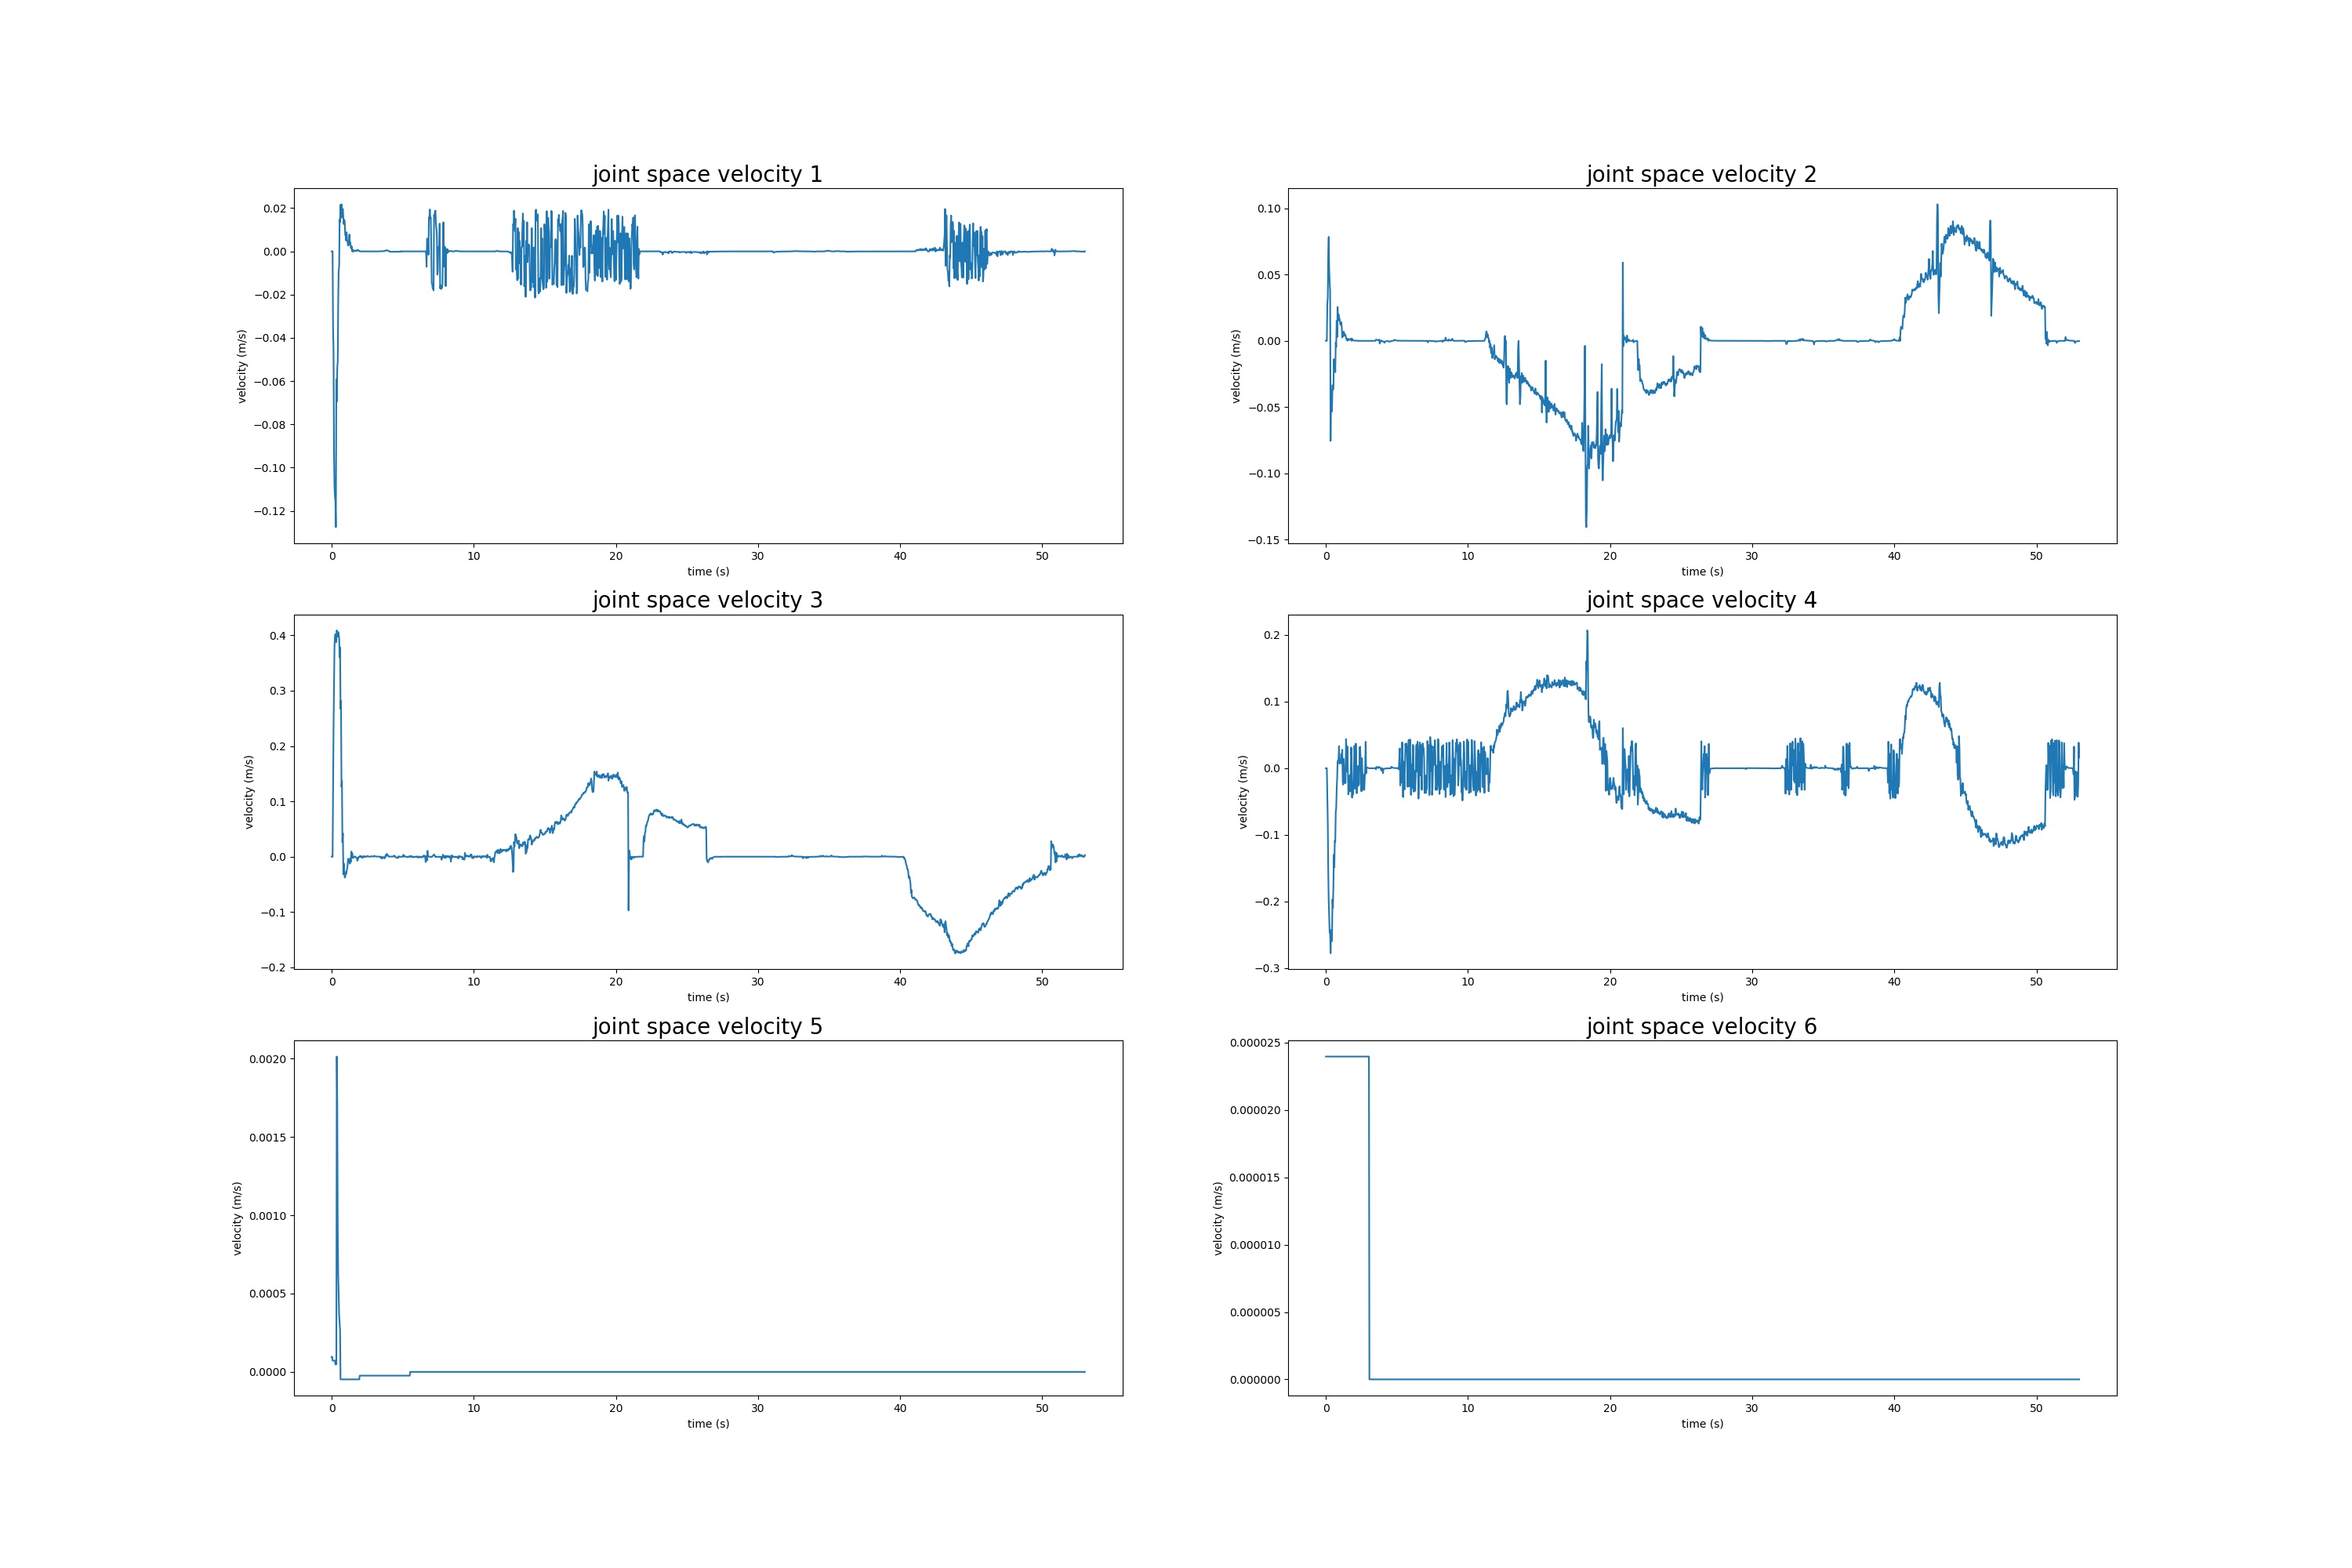 joint space velocity 1
0.02
0.00
−0.02
−0.04
−0.06
−0.08
−0.10
−0.12
velocity (m/s)
0 10 20 30 40 50
time (s)
joint space velocity 2
0.10
0.05
0.00
−0.05
−0.10
−0.15
velocity (m/s)
0 10 20 30 40 50
time (s)
joint space velocity 3
0.4
0.3
0.2
0.1
0.0
−0.1
−0.2
velocity (m/s)
0 10 20 30 40 50
time (s)
joint space velocity 4
0.2
0.1
0.0
−0.1
−0.2
−0.3
velocity (m/s)
0 10 20 30 40 50
time (s)
joint space velocity 5
0.0020
0.0015
0.0010
0.0005
0.0000
velocity (m/s)
0 10 20 30 40 50
time (s)
joint space velocity 6
0.000025
0.000020
0.000015
0.000010
0.000005
0.000000
velocity (m/s)
0 10 20 30 40 50
time (s)